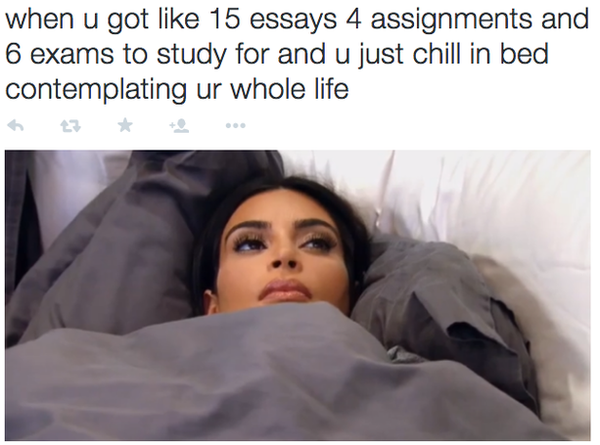 when u got like 15 essays 4 assignments and
6 exams to study for and u just chill in bed
contemplating ur whole life